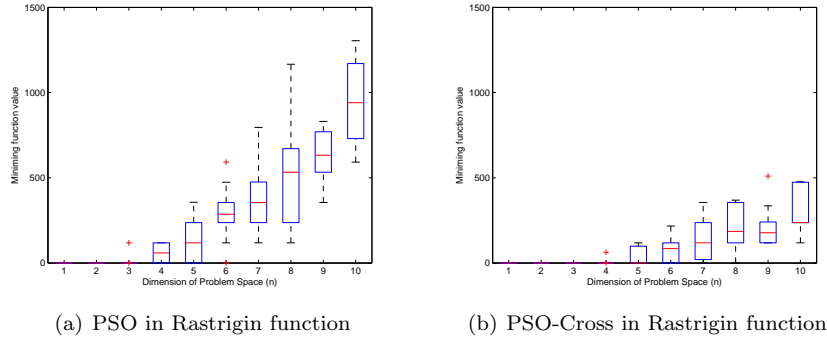 1500
1000
500
0
Miniming function value
1 2 3 4 5 6 7 8 9 10
Dimension of Problem Space (n)
(a) PSO in Rastrigin function
1500
1000
500
0
Miniming function value
1 2 3 4 5 6 7 8 9 10
Dimension of Problem Space (n)
(b) PSO-Cross in Rastrigin function